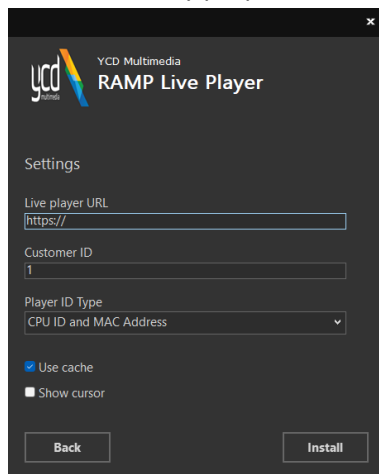 ×
ycd
multimedia
YCD Multimedia
RAMP Live Player
Settings
Live player URL
https://
Customer ID
1
Player ID Type
CPU ID and MAC Address
Use cache
Show cursor
Back
Install